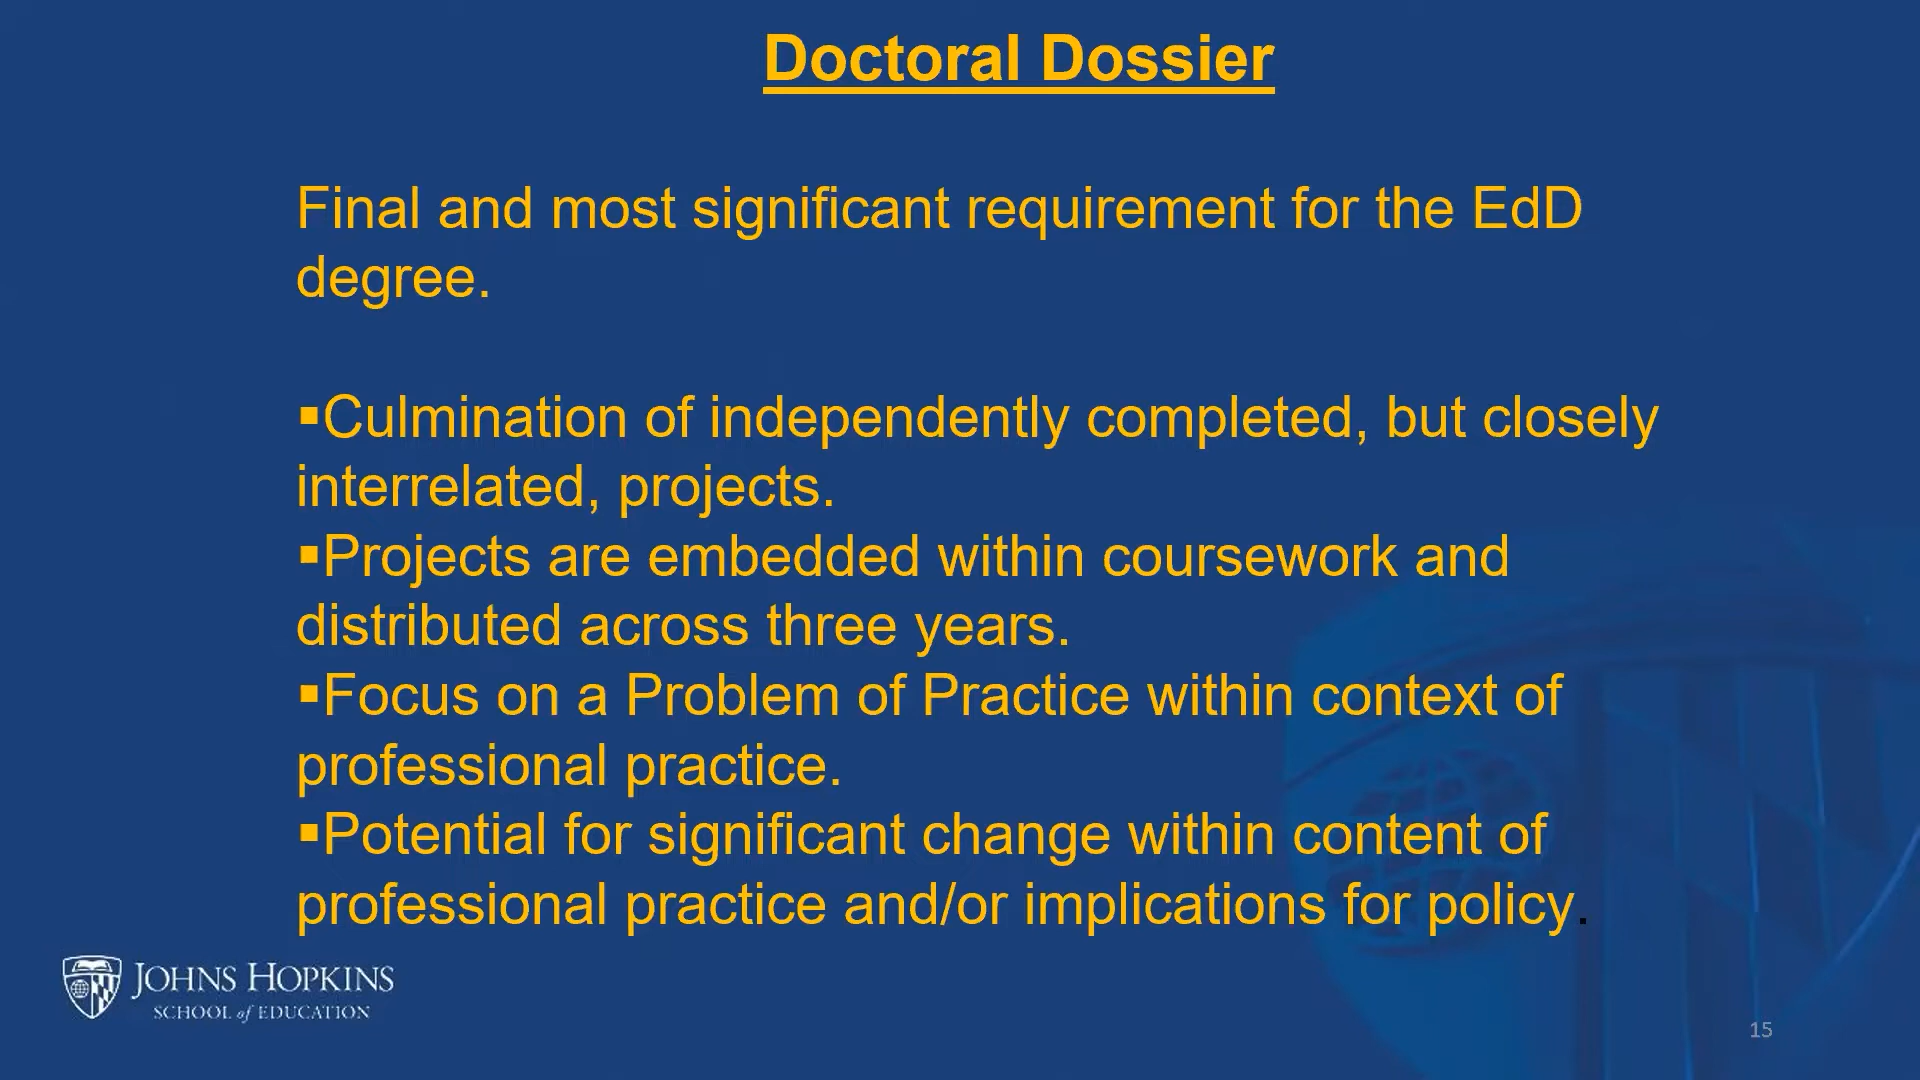 Doctoral Dossier
Final and most significant requirement for the EdD
degree.
▪Culmination of independently completed, but closely
interrelated, projects.
▪Projects are embedded within coursework and
distributed across three years.
▪Focus on a Problem of Practice within context of
professional practice.
▪Potential for significant change within content of
professional practice and/or implications for policy.
JOHNS HOPKINS
SCHOOL of EDUCATION
15